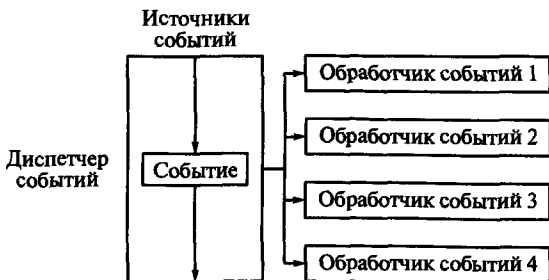 Источники
событий
Обработчик событий 1
Обработчик событий 2
Диспетчер
событий
Событие
Обработчик событий 3
Обработчик событий 4